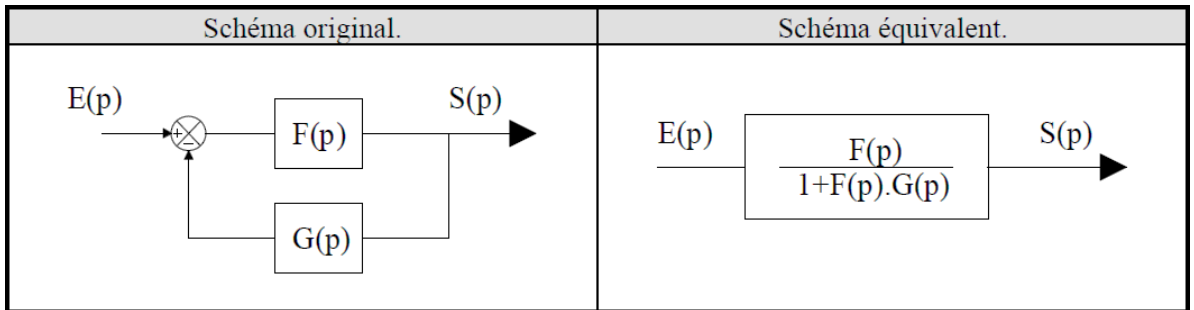 Schéma original.
Schéma équivalent.
E(p)
S(p)
+
−
F(p)
G(p)
E(p)
F(p)
1+F(p).G(p)
S(p)